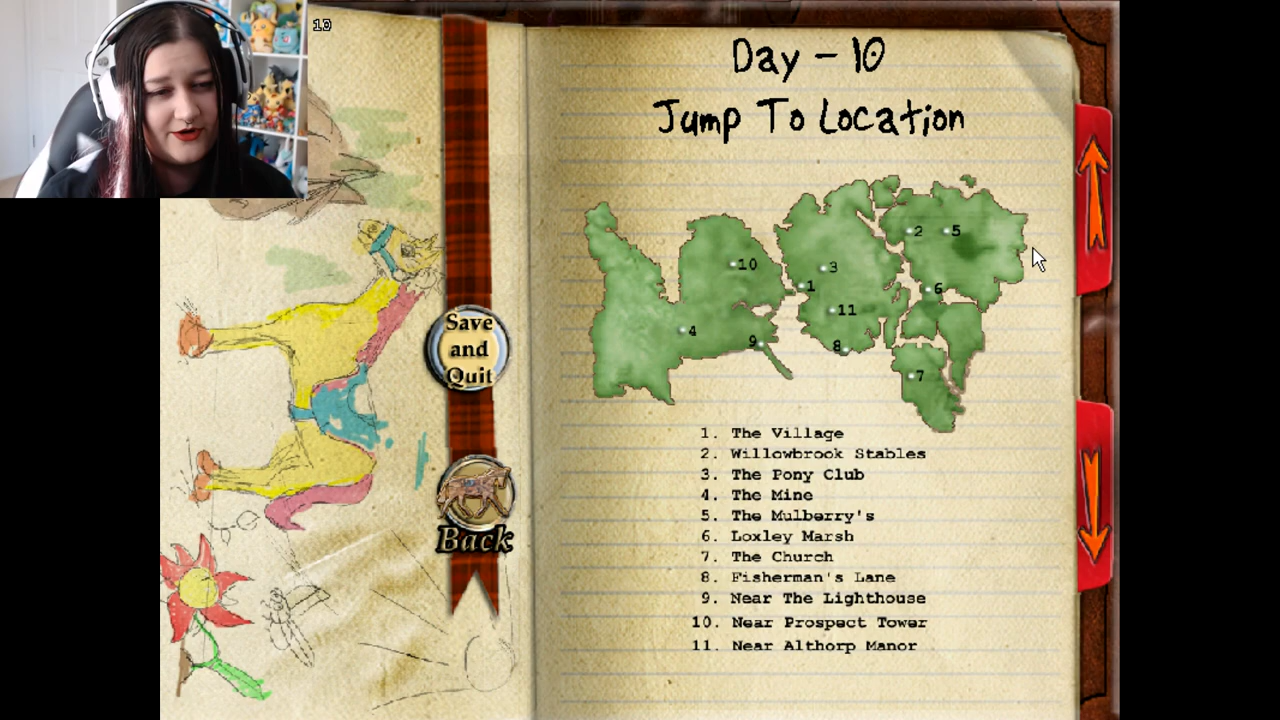 10
Day - 10
Jump To Location
2
5
10
3
1
6
11
4
9
8
7
Save
and
Quit
Back
1. The Village
2. Willowbrook Stables
3. The Pony Club
4. The Mine
5. The Mulberry's
6. Loxley Marsh
7. The Church
8. Fisherman's Lane
9. Near The Lighthouse
10. Near Prospect Tower
11. Near Althorp Manor